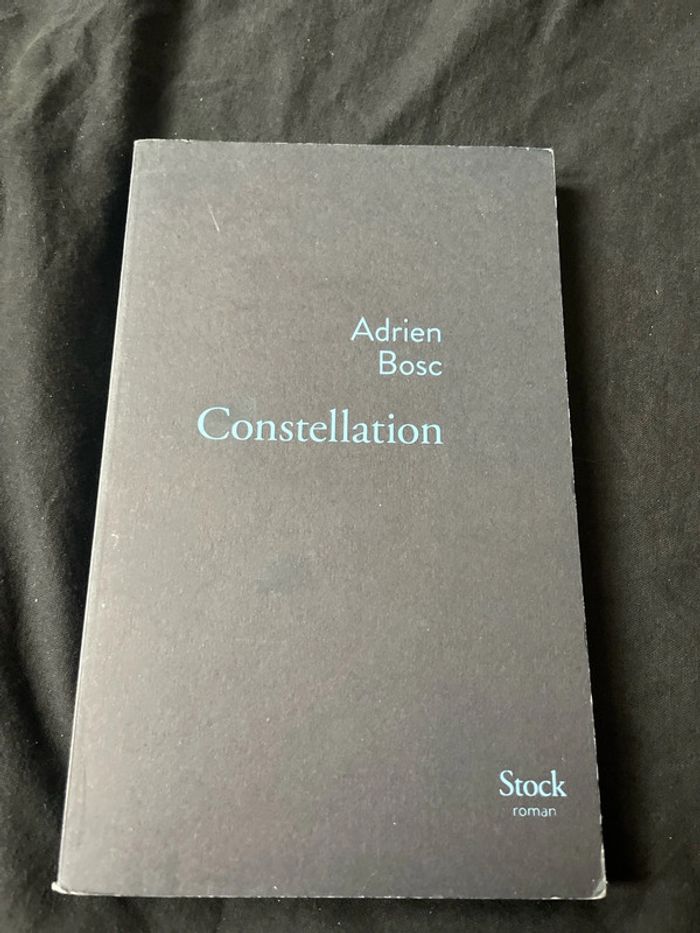 Adrien
Bosc
Constellation
Stock
roman